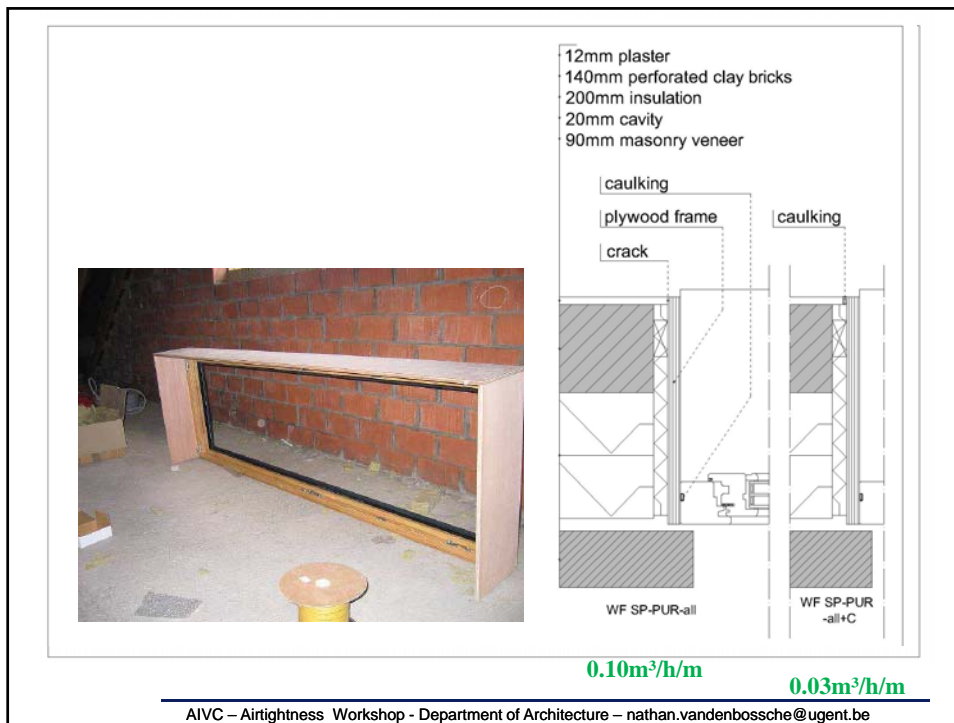 12mm plaster
140mm perforated clay bricks
200mm insulation
20mm cavity
90mm masonry veneer
caulking
plywood frame
caulking
crack
WF SP-PUR-all
WF SP-PUR
-all+C
0.10m³/h/m
0.03m³/h/m
AIVC – Airtightness Workshop - Department of Architecture – nathan.vandenbossche@ugent.be